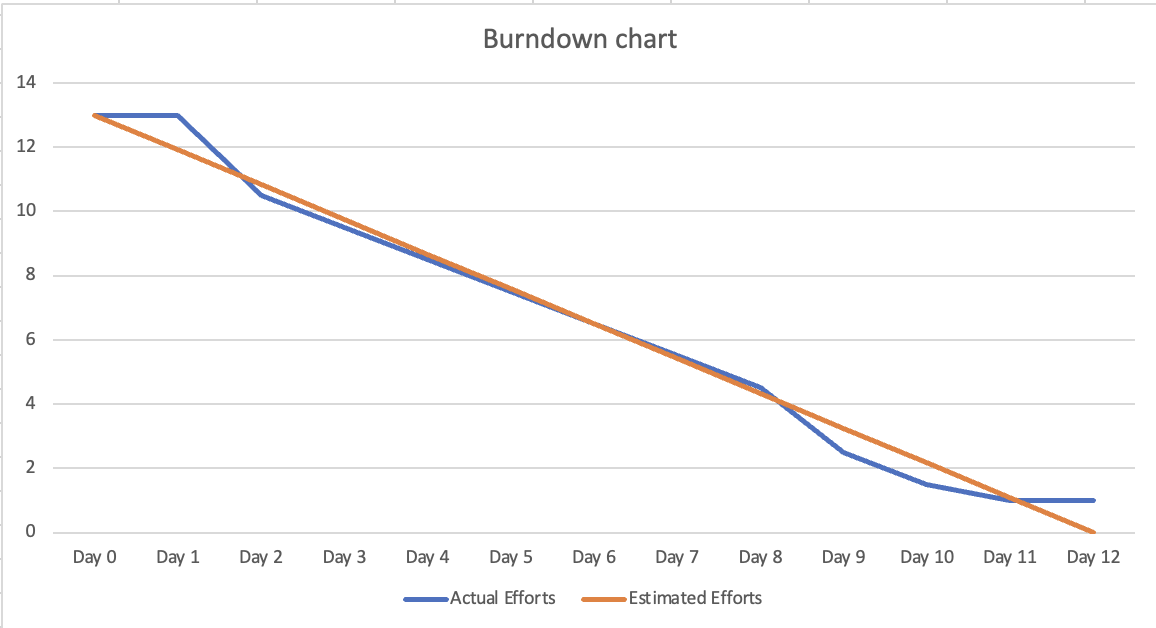 Burndown chart
14
12
10
8
6
4
2
0
Day 0 Day 1 Day 2 Day 3 Day 4 Day 5 Day 6 Day 7 Day 8 Day 9 Day 10 Day 11 Day 12
Actual Efforts Estimated Efforts